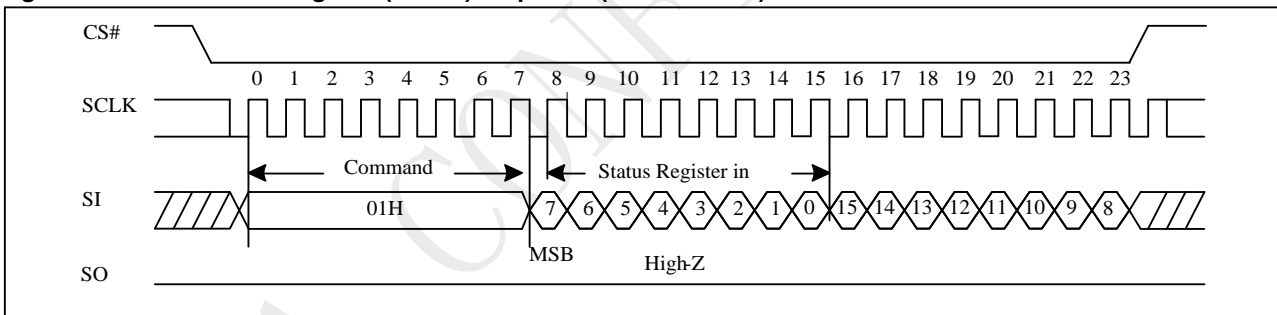 CS#
0 1 2 3 4 5 6 7 8 9 10 11 12 13 14 15 16 17 18 19 20 21 22 23
SCLK
Command
Status Register in
SI
01H
7 6 5 4 3 2 1 0 15 14 13 12 11 10 9 8
MSB
High-Z
SO